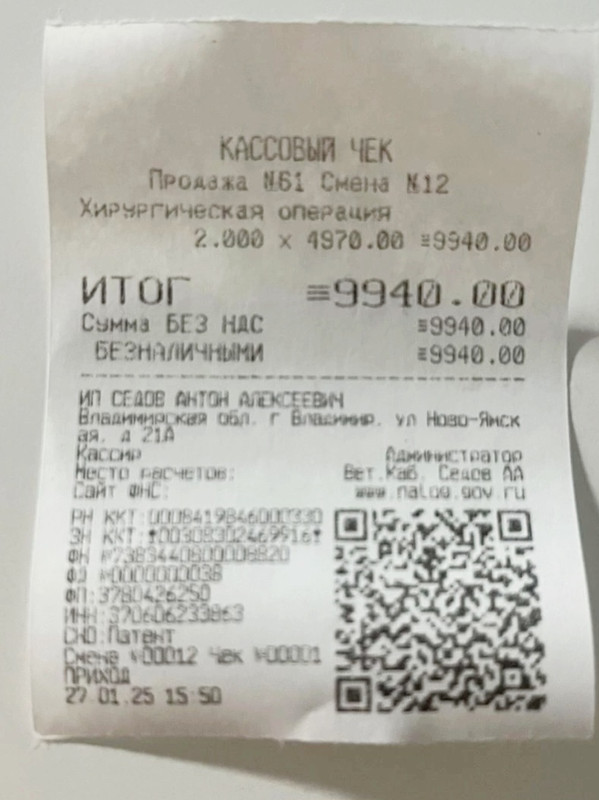 КАССОВЫЙ ЧЕК
Продажа №61 Смена №12
Хирургическая операция
2.000 × 4970.00 ≡9940.00
ИТОГ ≡9940.00
Сумма БЕЗ НДС ≡9940.00
БЕЗНАЛИЧНЫМИ ≡9940.00
ИП СЕДОВ АНТОН АЛЕКСЕЕВИЧ
Владимирская обл. г Владимир, ул Ново-Ямск
ая, д 21А
Кассир Администратор
Место расчетов: Вет.Каб. Седов АА
Сайт ФНС: www.nalog.gov.ru
РН ККТ:0008419846000330
ЗН ККТ:
ФН №7383440800008820
ФД №0000000038
ФП:3780426250
ИНН:370606233863
СНО:Патент
Смена №00012 Чек №00001
ПРИХОД
27.01.25 15:50